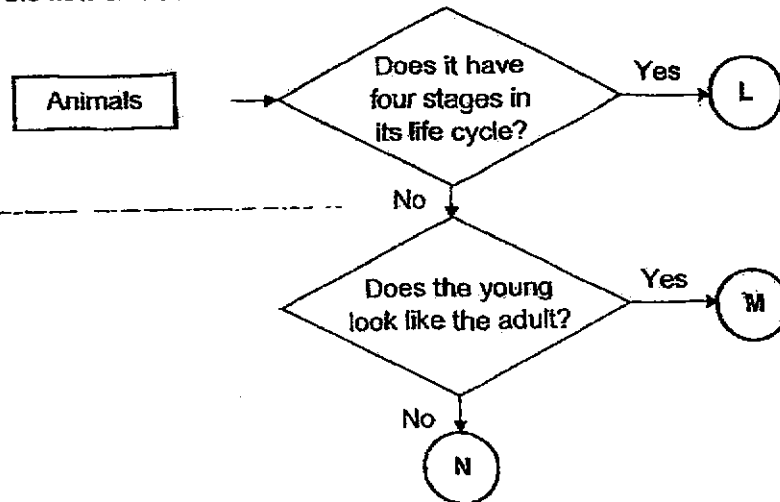 Animals
Does it have
four stages in
its life cycle?
Yes
L
No
Does the young
look like the adult?
Yes
M
No
N